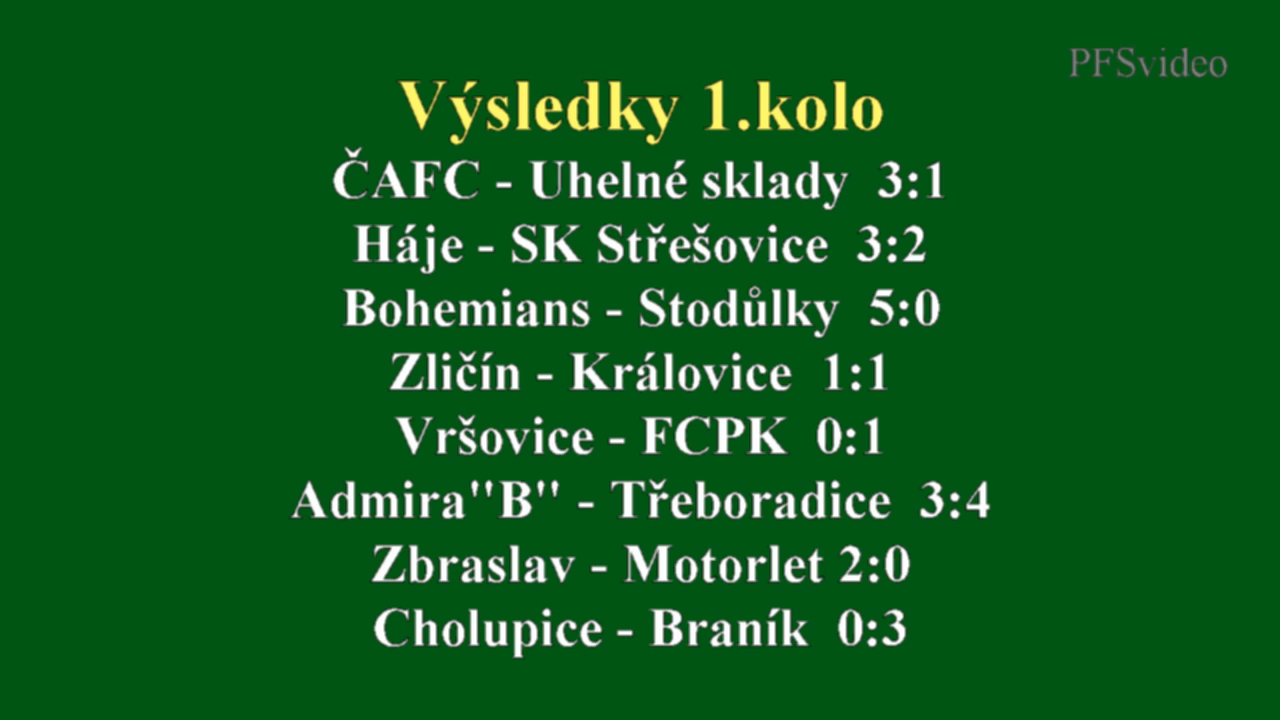 PFSvideo
Výsledky 1.kolo
ČAFC - Uhelné sklady 3:1
Háje - SK Střešovice 3:2
Bohemians - Stodůlky 5:0
Zličín - Královice 1:1
Vršovice - FCPK 0:1
Admira"B" - Třeboradice 3:4
Zbraslav - Motorlet 2:0
Cholupice - Braník 0:3